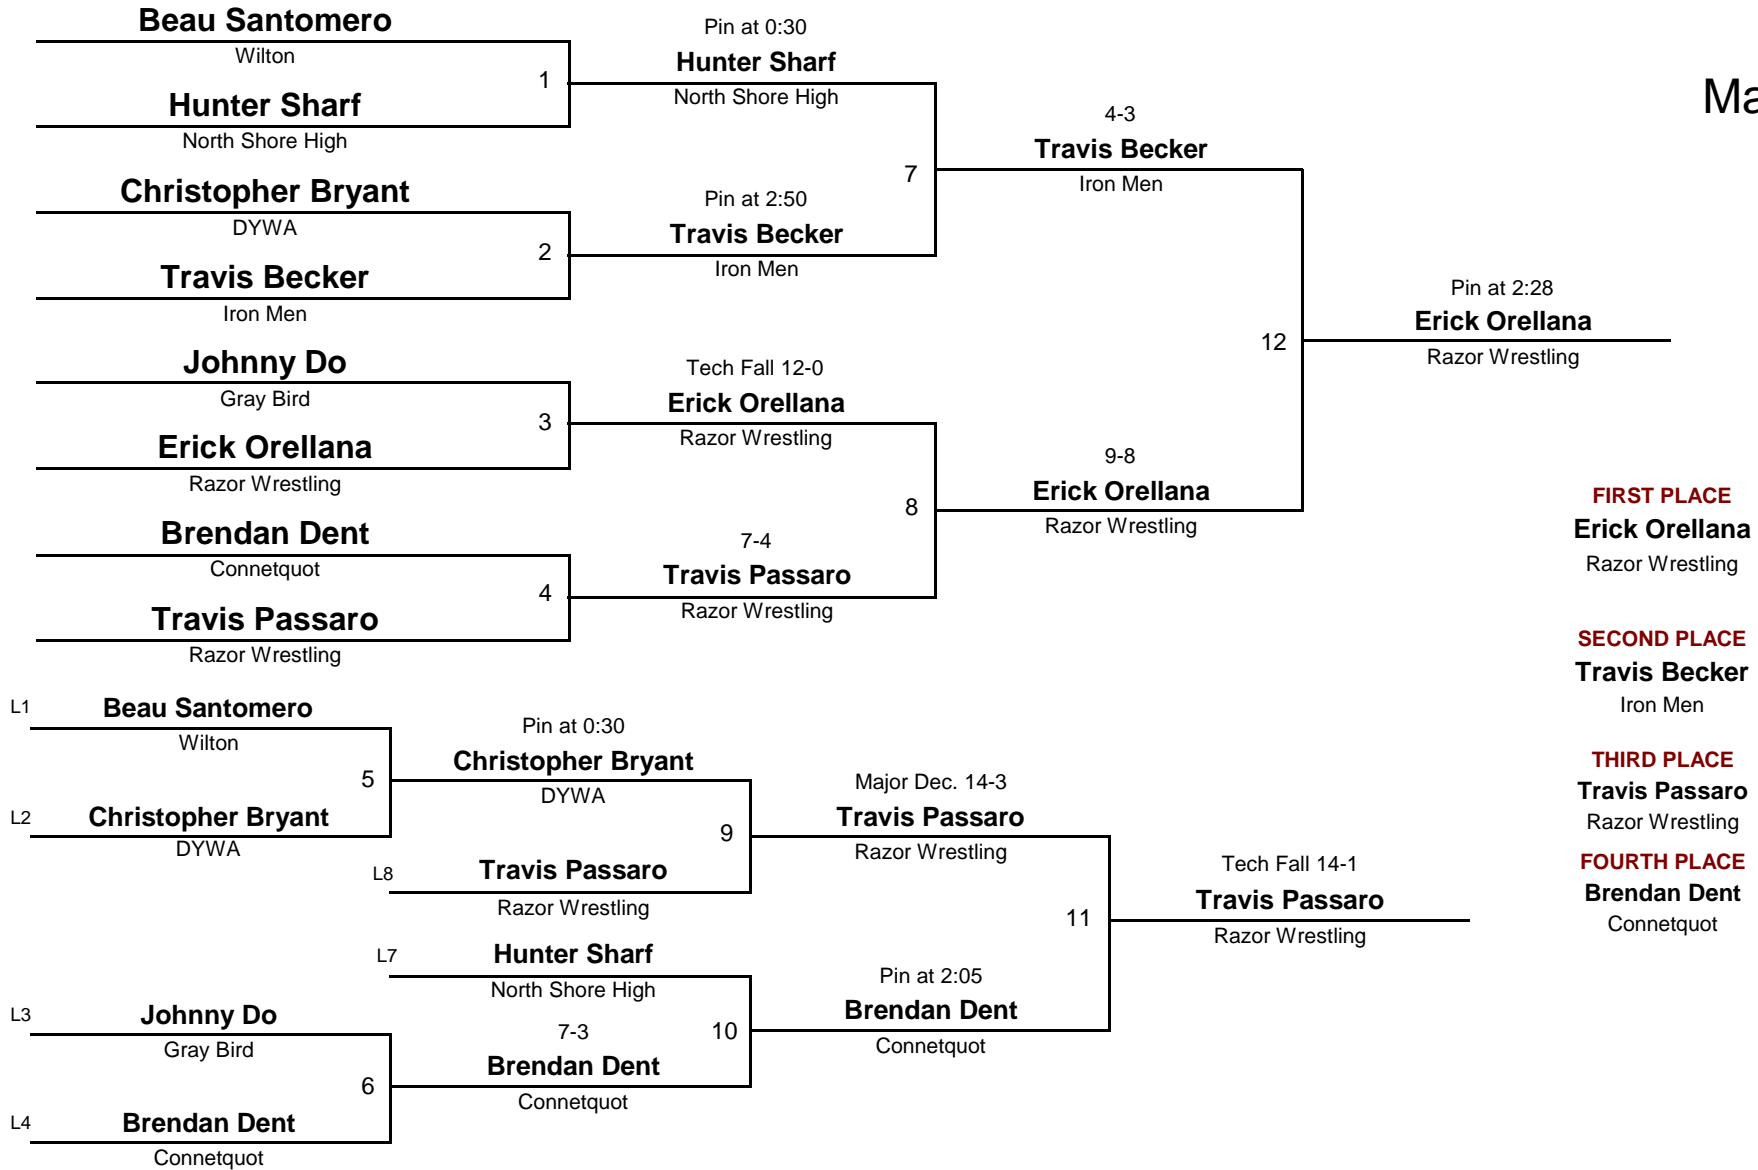 Beau Santomero
Wilton
1
Hunter Sharf
North Shore High
Christopher Bryant
DYWA
2
Travis Becker
Iron Men
Johnny Do
Gray Bird
3
Erick Orellana
Razor Wrestling
Brendan Dent
Connetquot
4
Travis Passaro
Razor Wrestling
Pin at 0:30
Hunter Sharf
North Shore High
7
Pin at 2:50
Travis Becker
Iron Men
Tech Fall 12-0
Erick Orellana
Razor Wrestling
8
7-4
Travis Passaro
Razor Wrestling
4-3
Travis Becker
Iron Men
12
9-8
Erick Orellana
Razor Wrestling
Pin at 2:28
Erick Orellana
Razor Wrestling
Ma
FIRST PLACE
Erick Orellana
Razor Wrestling
SECOND PLACE
Travis Becker
Iron Men
THIRD PLACE
Travis Passaro
Razor Wrestling
FOURTH PLACE
Brendan Dent
Connetquot
L1 Beau Santomero
Wilton
5
L2 Christopher Bryant
DYWA
L3 Johnny Do
Gray Bird
6
L4 Brendan Dent
Connetquot
Pin at 0:30
Christopher Bryant
DYWA
9
L8 Travis Passaro
Razor Wrestling
L7 Hunter Sharf
North Shore High
10
7-3
Brendan Dent
Connetquot
Major Dec. 14-3
Travis Passaro
Razor Wrestling
11
Pin at 2:05
Brendan Dent
Connetquot
Tech Fall 14-1
Travis Passaro
Razor Wrestling